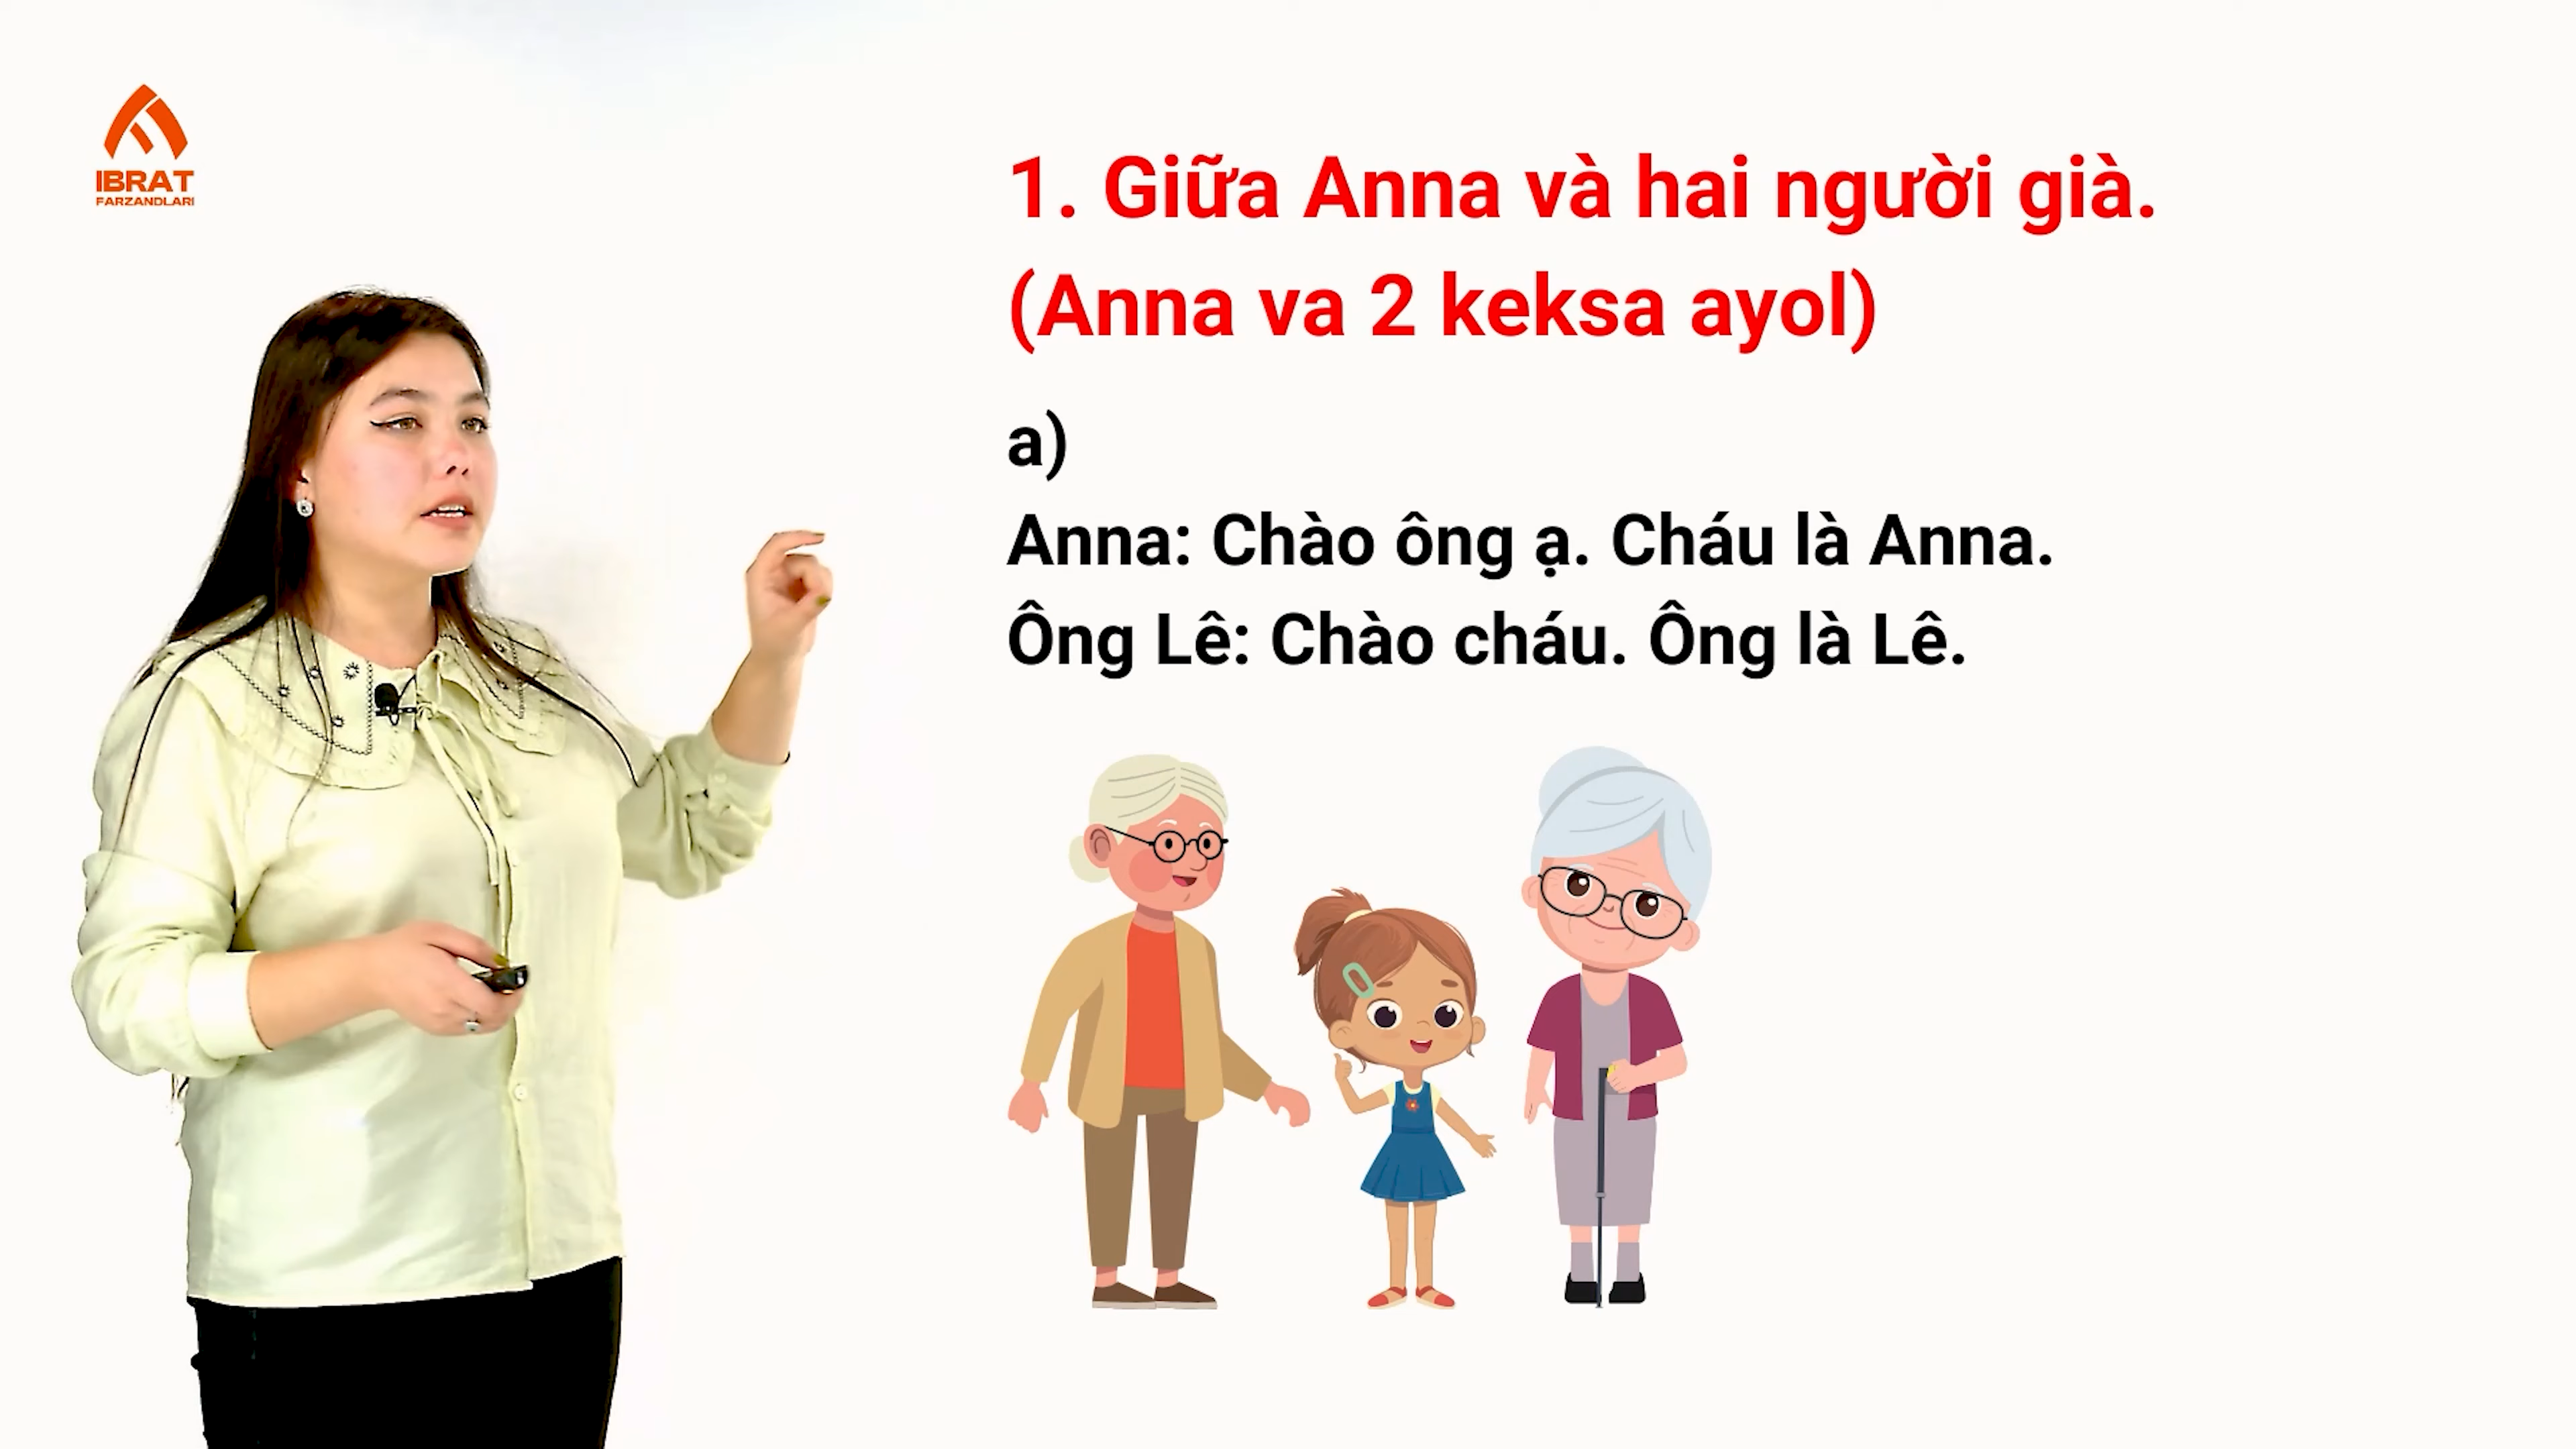 IBRAT
FARZANDLARI
1. Giữa Anna và hai người già.
(Anna va 2 keksa ayol)
a)
Anna: Chào ông ạ. Cháu là Anna.
Ông Lê: Chào cháu. Ông là Lê.